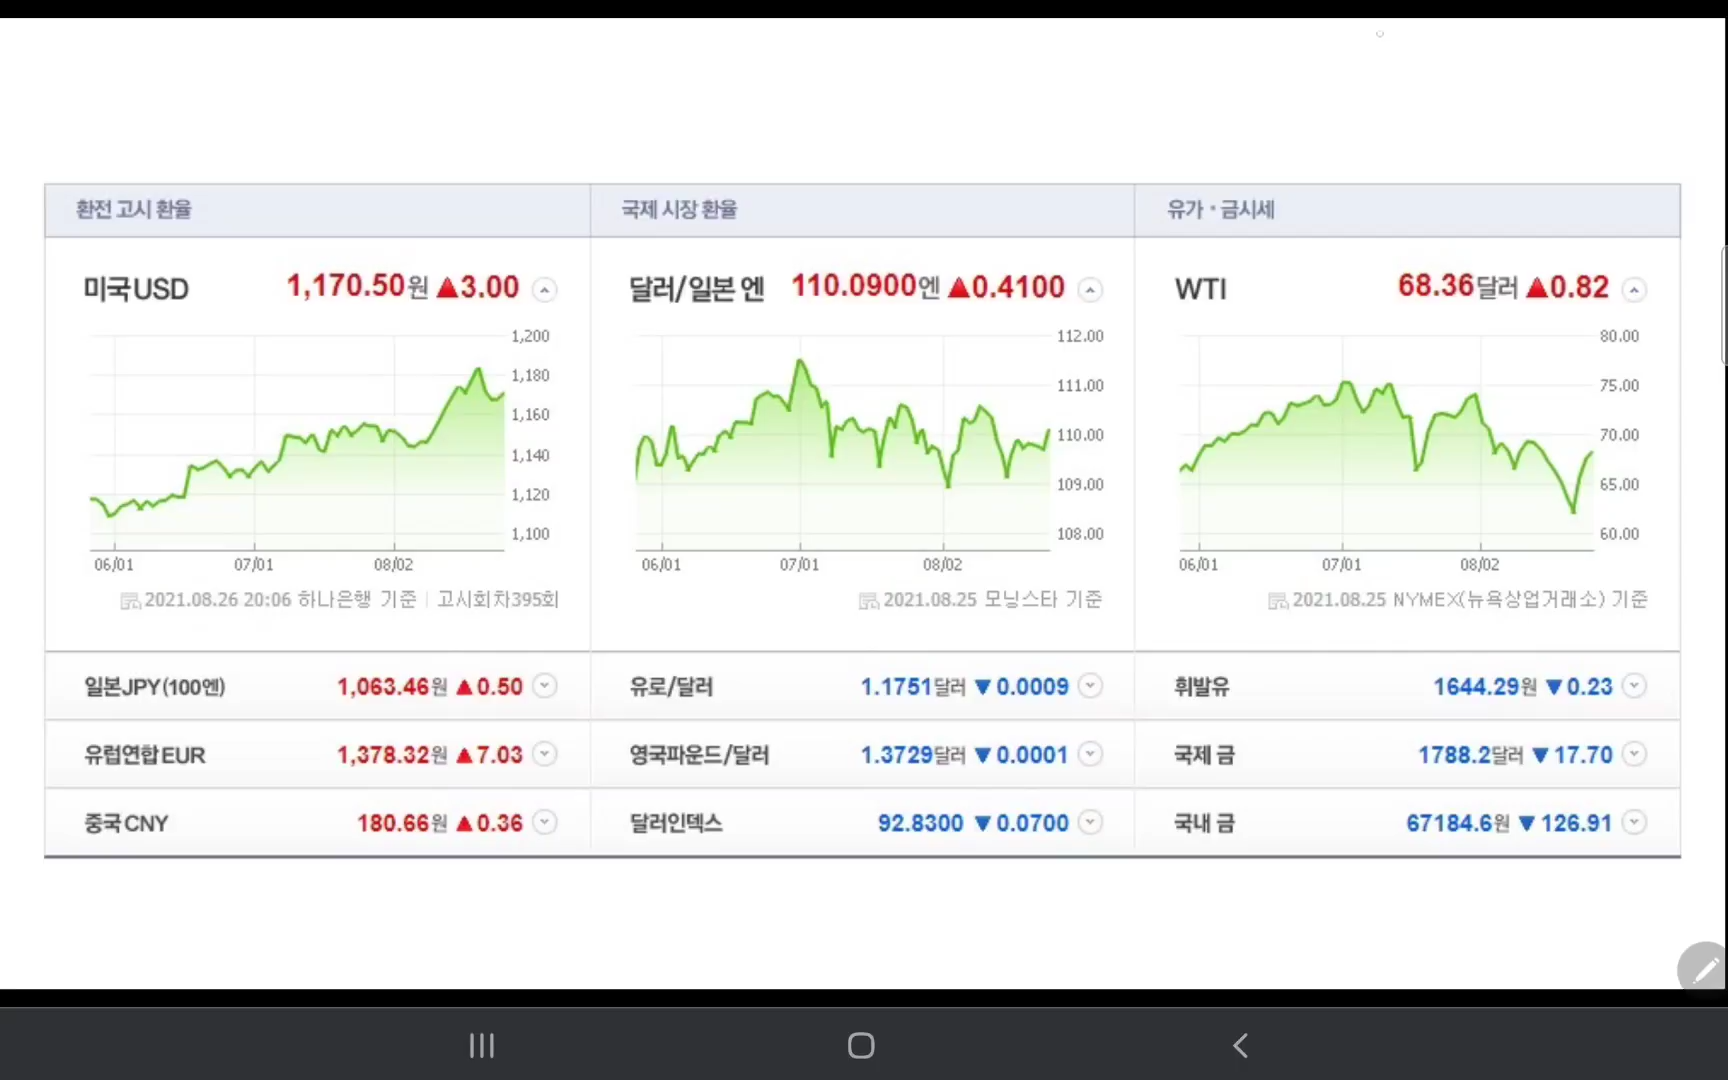 환전 고시 환율
국제 시장 환율
유가·금시세
미국 USD 1,170.50원 ▲3.00
1,200
1,180
1,160
1,140
1,120
1,100
06/01 07/01 08/02
2021.08.26 20:06 하나은행 기준 | 고시회차395회
달러/일본 엔 110.0900엔 ▲0.4100
112.00
111.00
110.00
109.00
108.00
06/01 07/01 08/02
2021.08.25 모닝스타 기준
WTI 68.36달러 ▲0.82
80.00
75.00
70.00
65.00
60.00
06/01 07/01 08/02
2021.08.25 NYMEX(뉴욕상업거래소) 기준
일본JPY(100엔) 1,063.46원 ▲0.50
유로/달러 1.1751달러 ▼0.0009
휘발유 1644.29원 ▼0.23
유럽연합 EUR 1,378.32원 ▲7.03
영국파운드/달러 1.3729달러 ▼0.0001
국제 금 1788.2달러 ▼17.70
중국 CNY 180.66원 ▲0.36
달러인덱스 92.8300 ▼0.0700
국내 금 67184.6원 ▼126.91